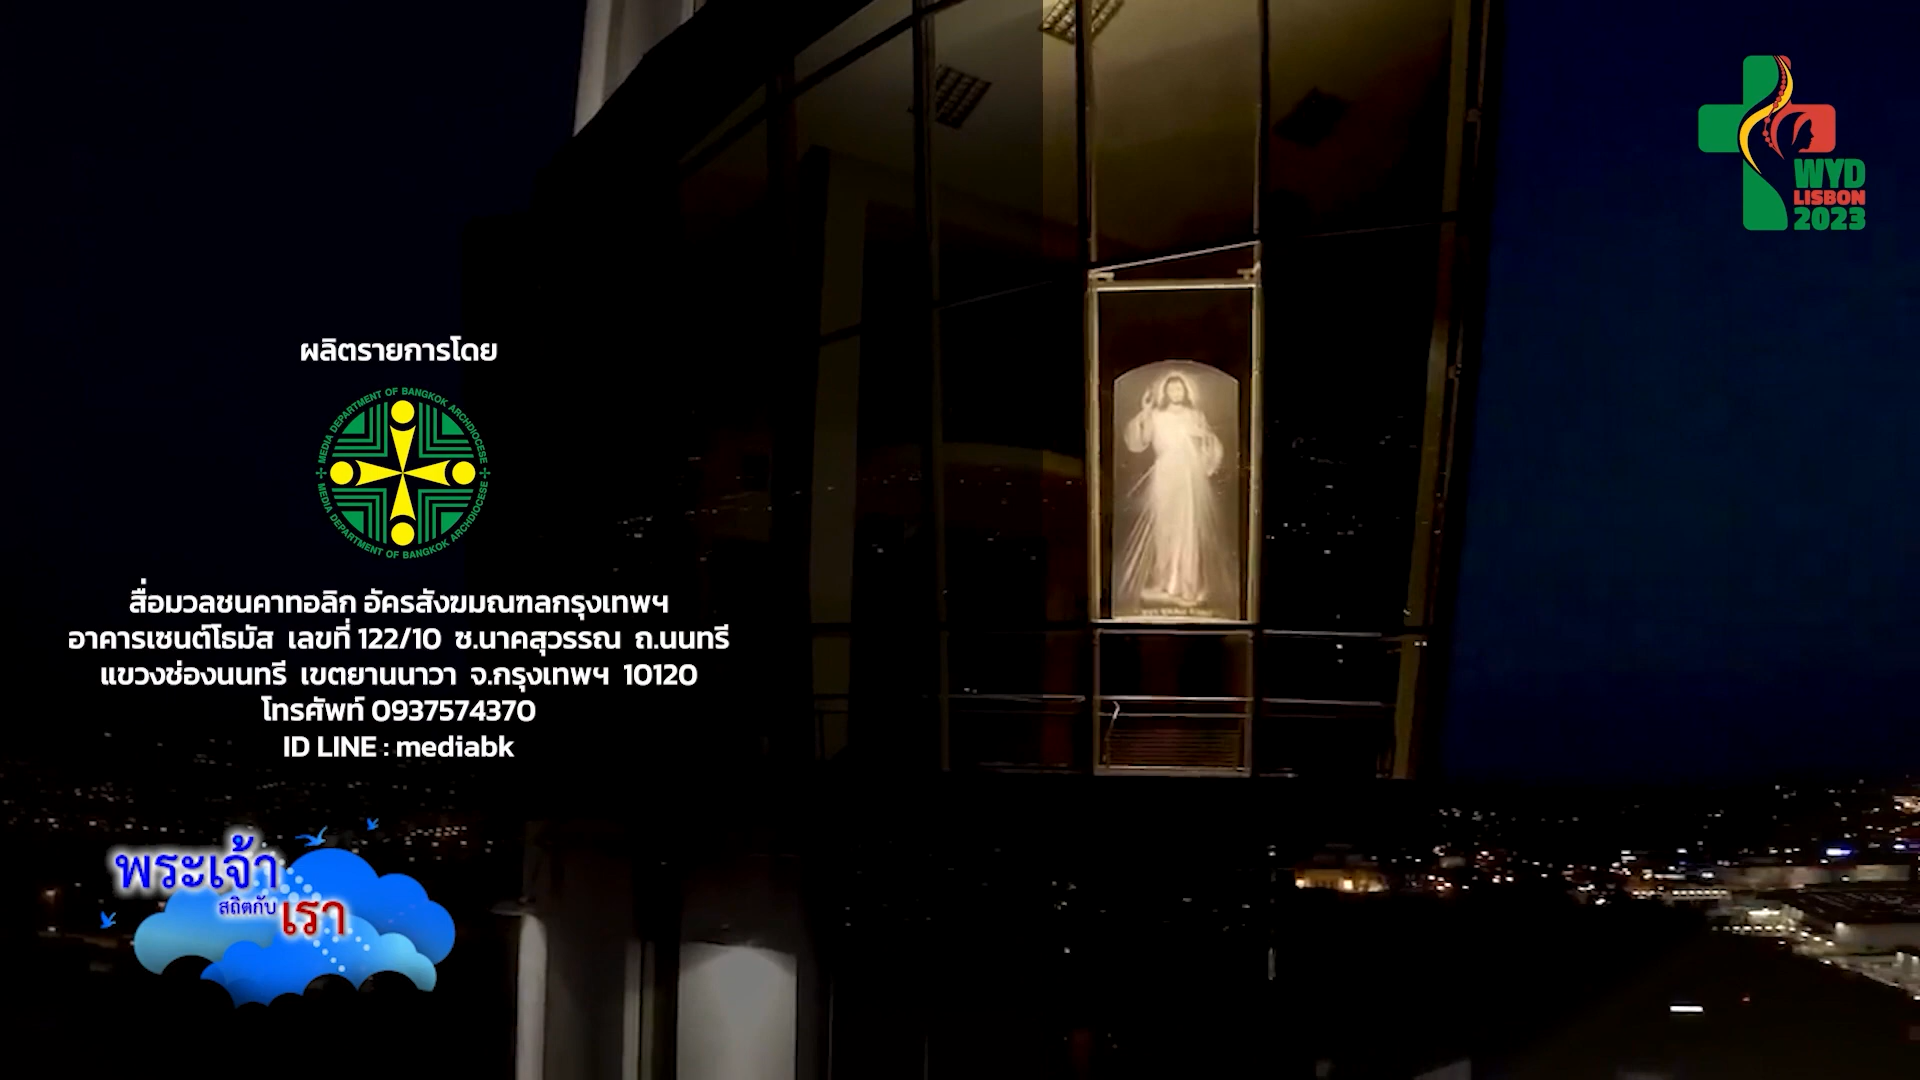 ผลิตรายการโดย
MEDIA DEPARTMENT OF BANGKOK ARCHDIOCESE
MEDIA DEPARTMENT OF BANGKOK ARCHDIOCESE
สื่อมวลชนคาทอลิก อัครสังฆมณฑลกรุงเทพฯ
อาคารเซนต์โธมัส เลขที่ 122/10 ซ.นาคสุวรรณ ถ.นนทรี
แขวงช่องนนทรี เขตยานนาวา จ.กรุงเทพฯ 10120
โทรศัพท์ 0937574370
ID LINE : mediabk
พระเจ้า
สถิตกับ
เรา
WYD
LISBON
2023